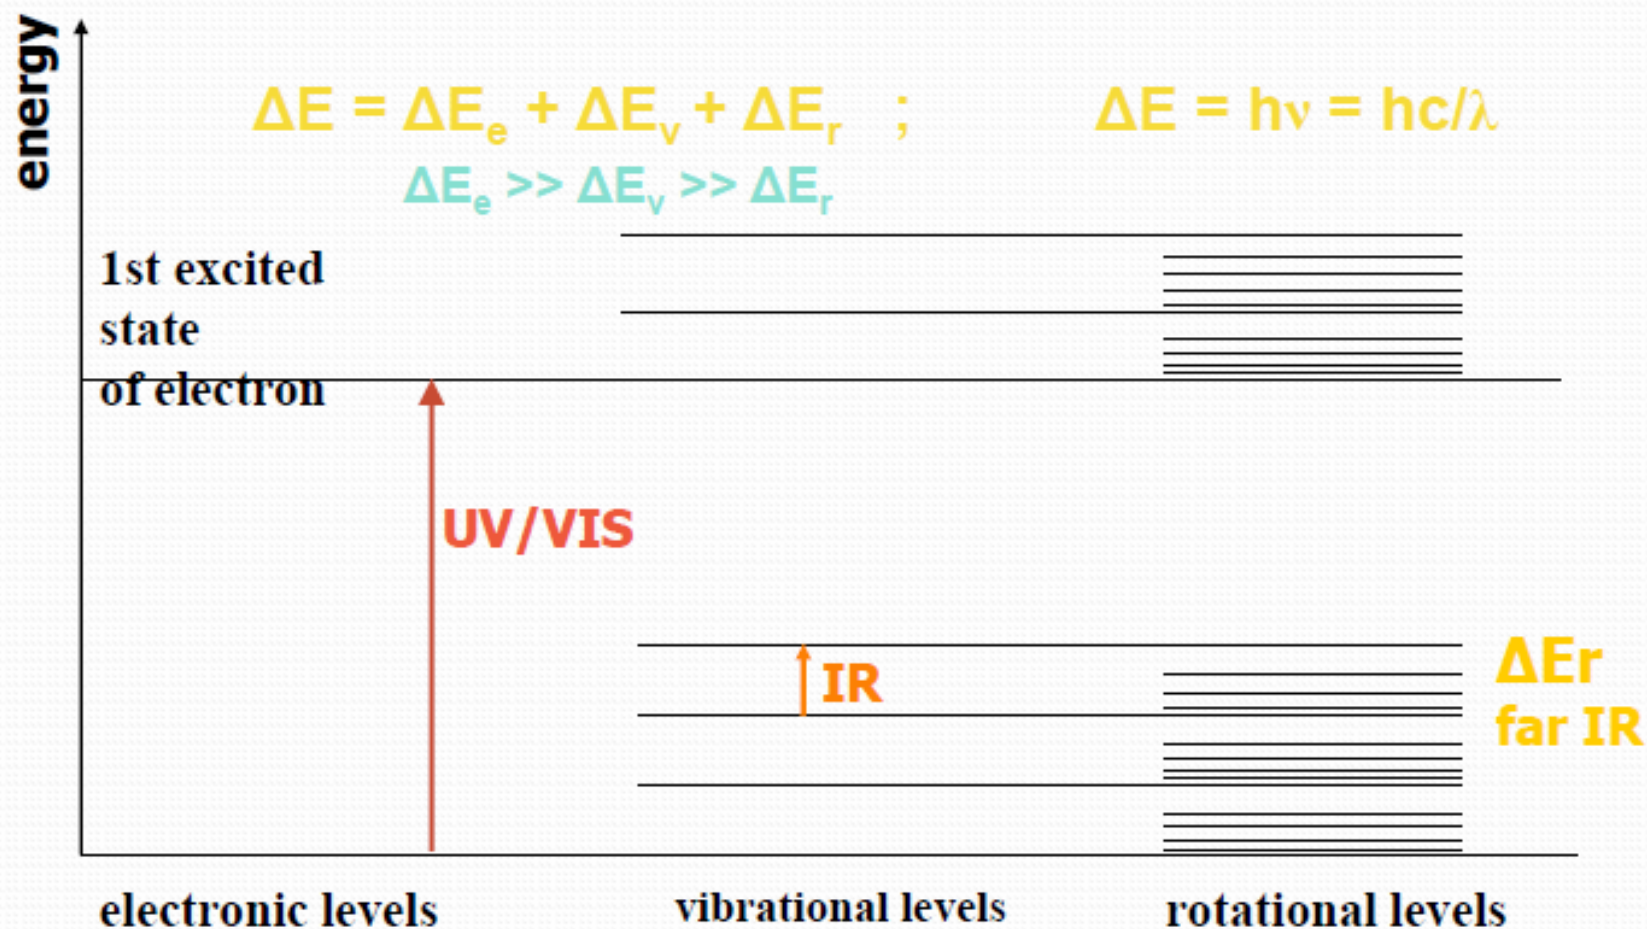 energy
ΔE = ΔEe + ΔEv + ΔEr ; ΔE = hν = hc/λ
ΔEe >> ΔEv >> ΔEr
1st excited
state
of electron
UV/VIS
IR
ΔEr
far IR
electronic levels
vibrational levels
rotational levels